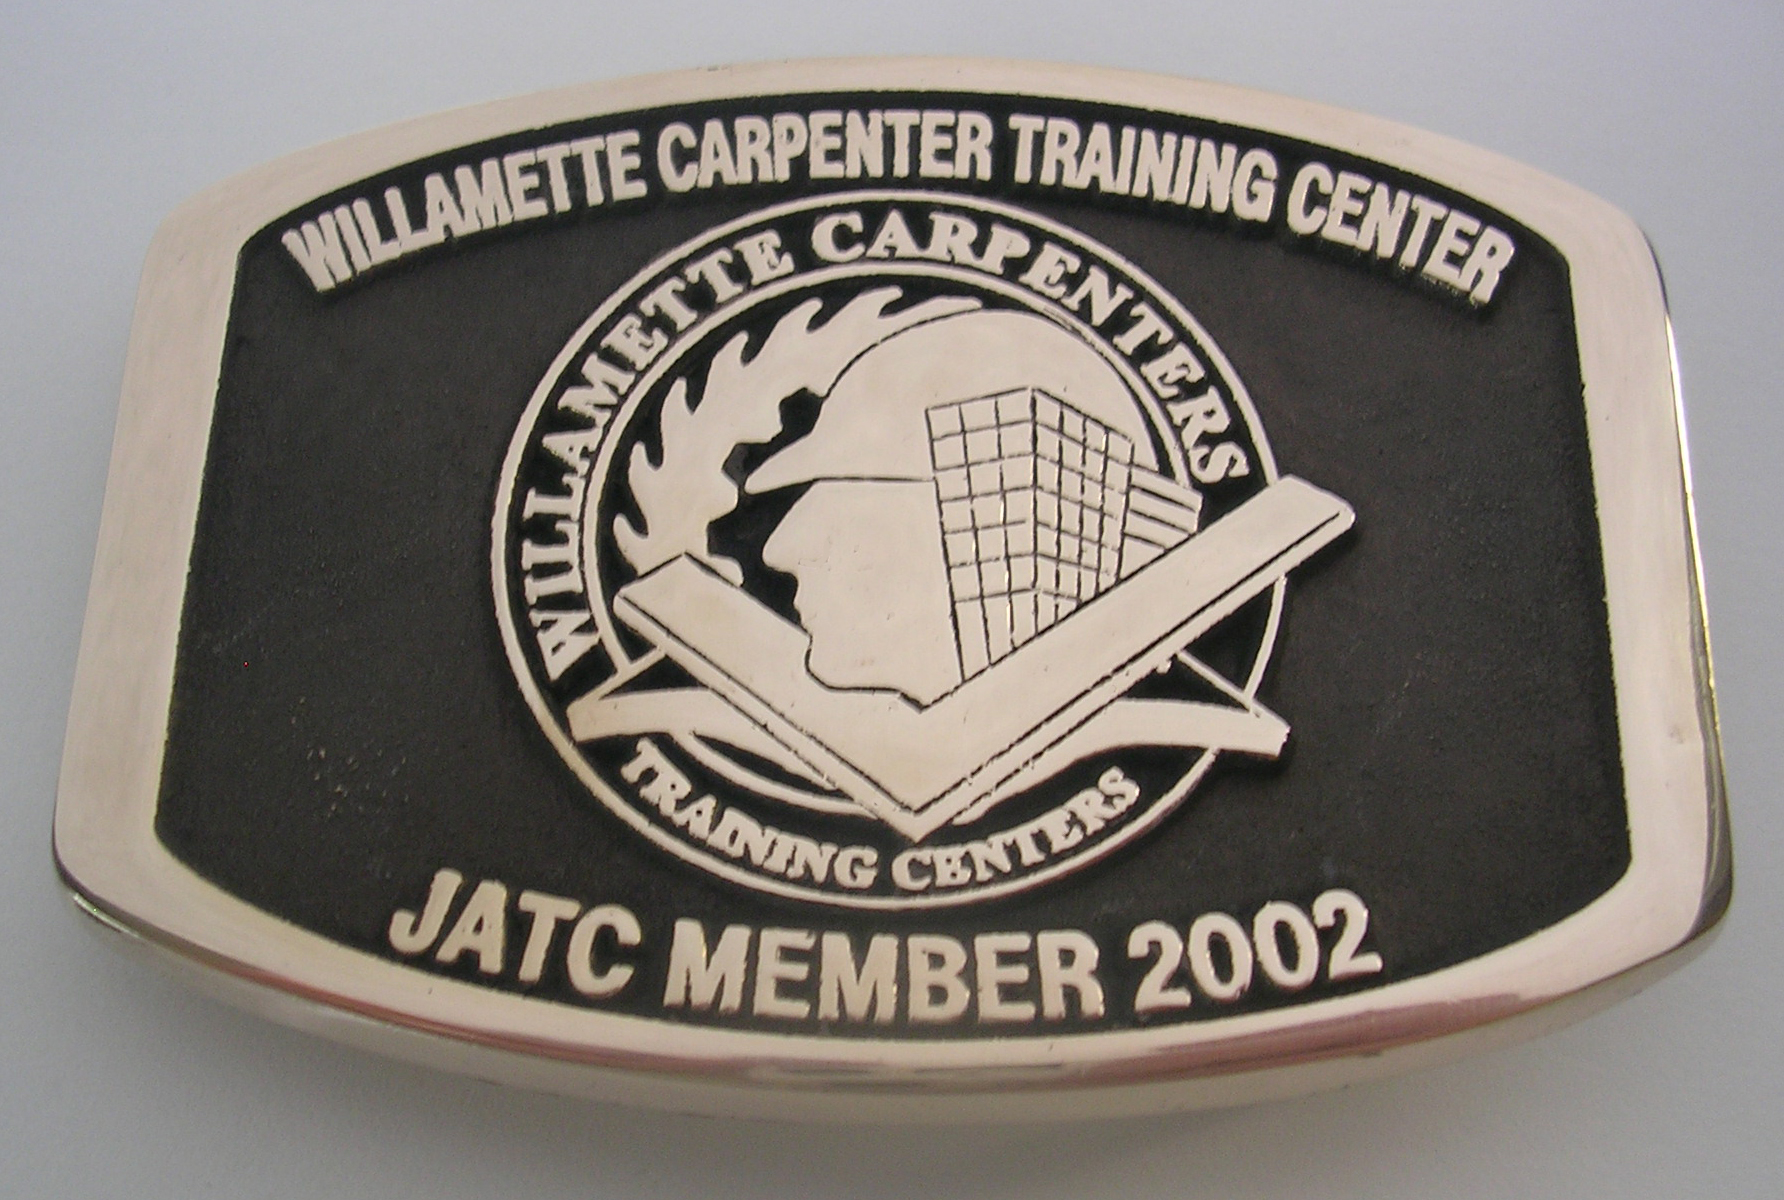 WILLAMETTE CARPENTER TRAINING CENTER
WILLAMETTE CARPENTERS
TRAINING CENTERS
JATC MEMBER 2002